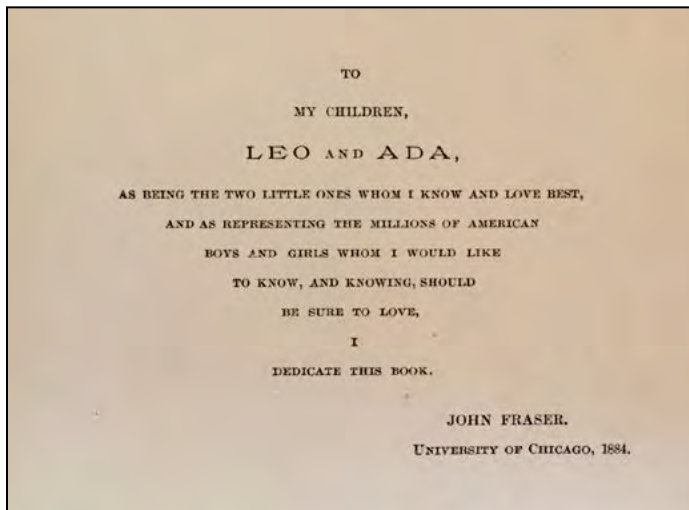 TO
MY CHILDREN,
LEO AND ADA,
AS BEING THE TWO LITTLE ONES WHOM I KNOW AND LOVE BEST,
AND AS REPRESENTING THE MILLIONS OF AMERICAN
BOYS AND GIRLS WHOM I WOULD LIKE
TO KNOW, AND KNOWING, SHOULD
BE SURE TO LOVE,
I
DEDICATE THIS BOOK.
JOHN FRASER.
UNIVERSITY OF CHICAGO, 1884.